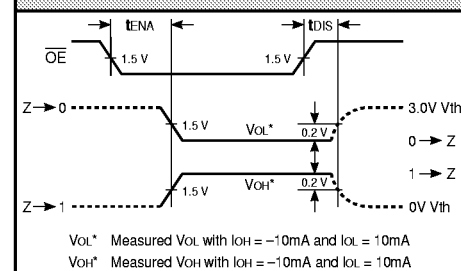 tENA tDIS
OE 1.5 V 1.5 V
Z→0 1.5 V VOL* 0.2 V 3.0V Vth
0→Z
1→Z
Z→1 1.5 V VOH* 0.2 V 0V Vth
VOL* Measured VOL with IOH = –10mA and IOL = 10mA
VOH* Measured VOH with IOH = –10mA and IOL = 10mA